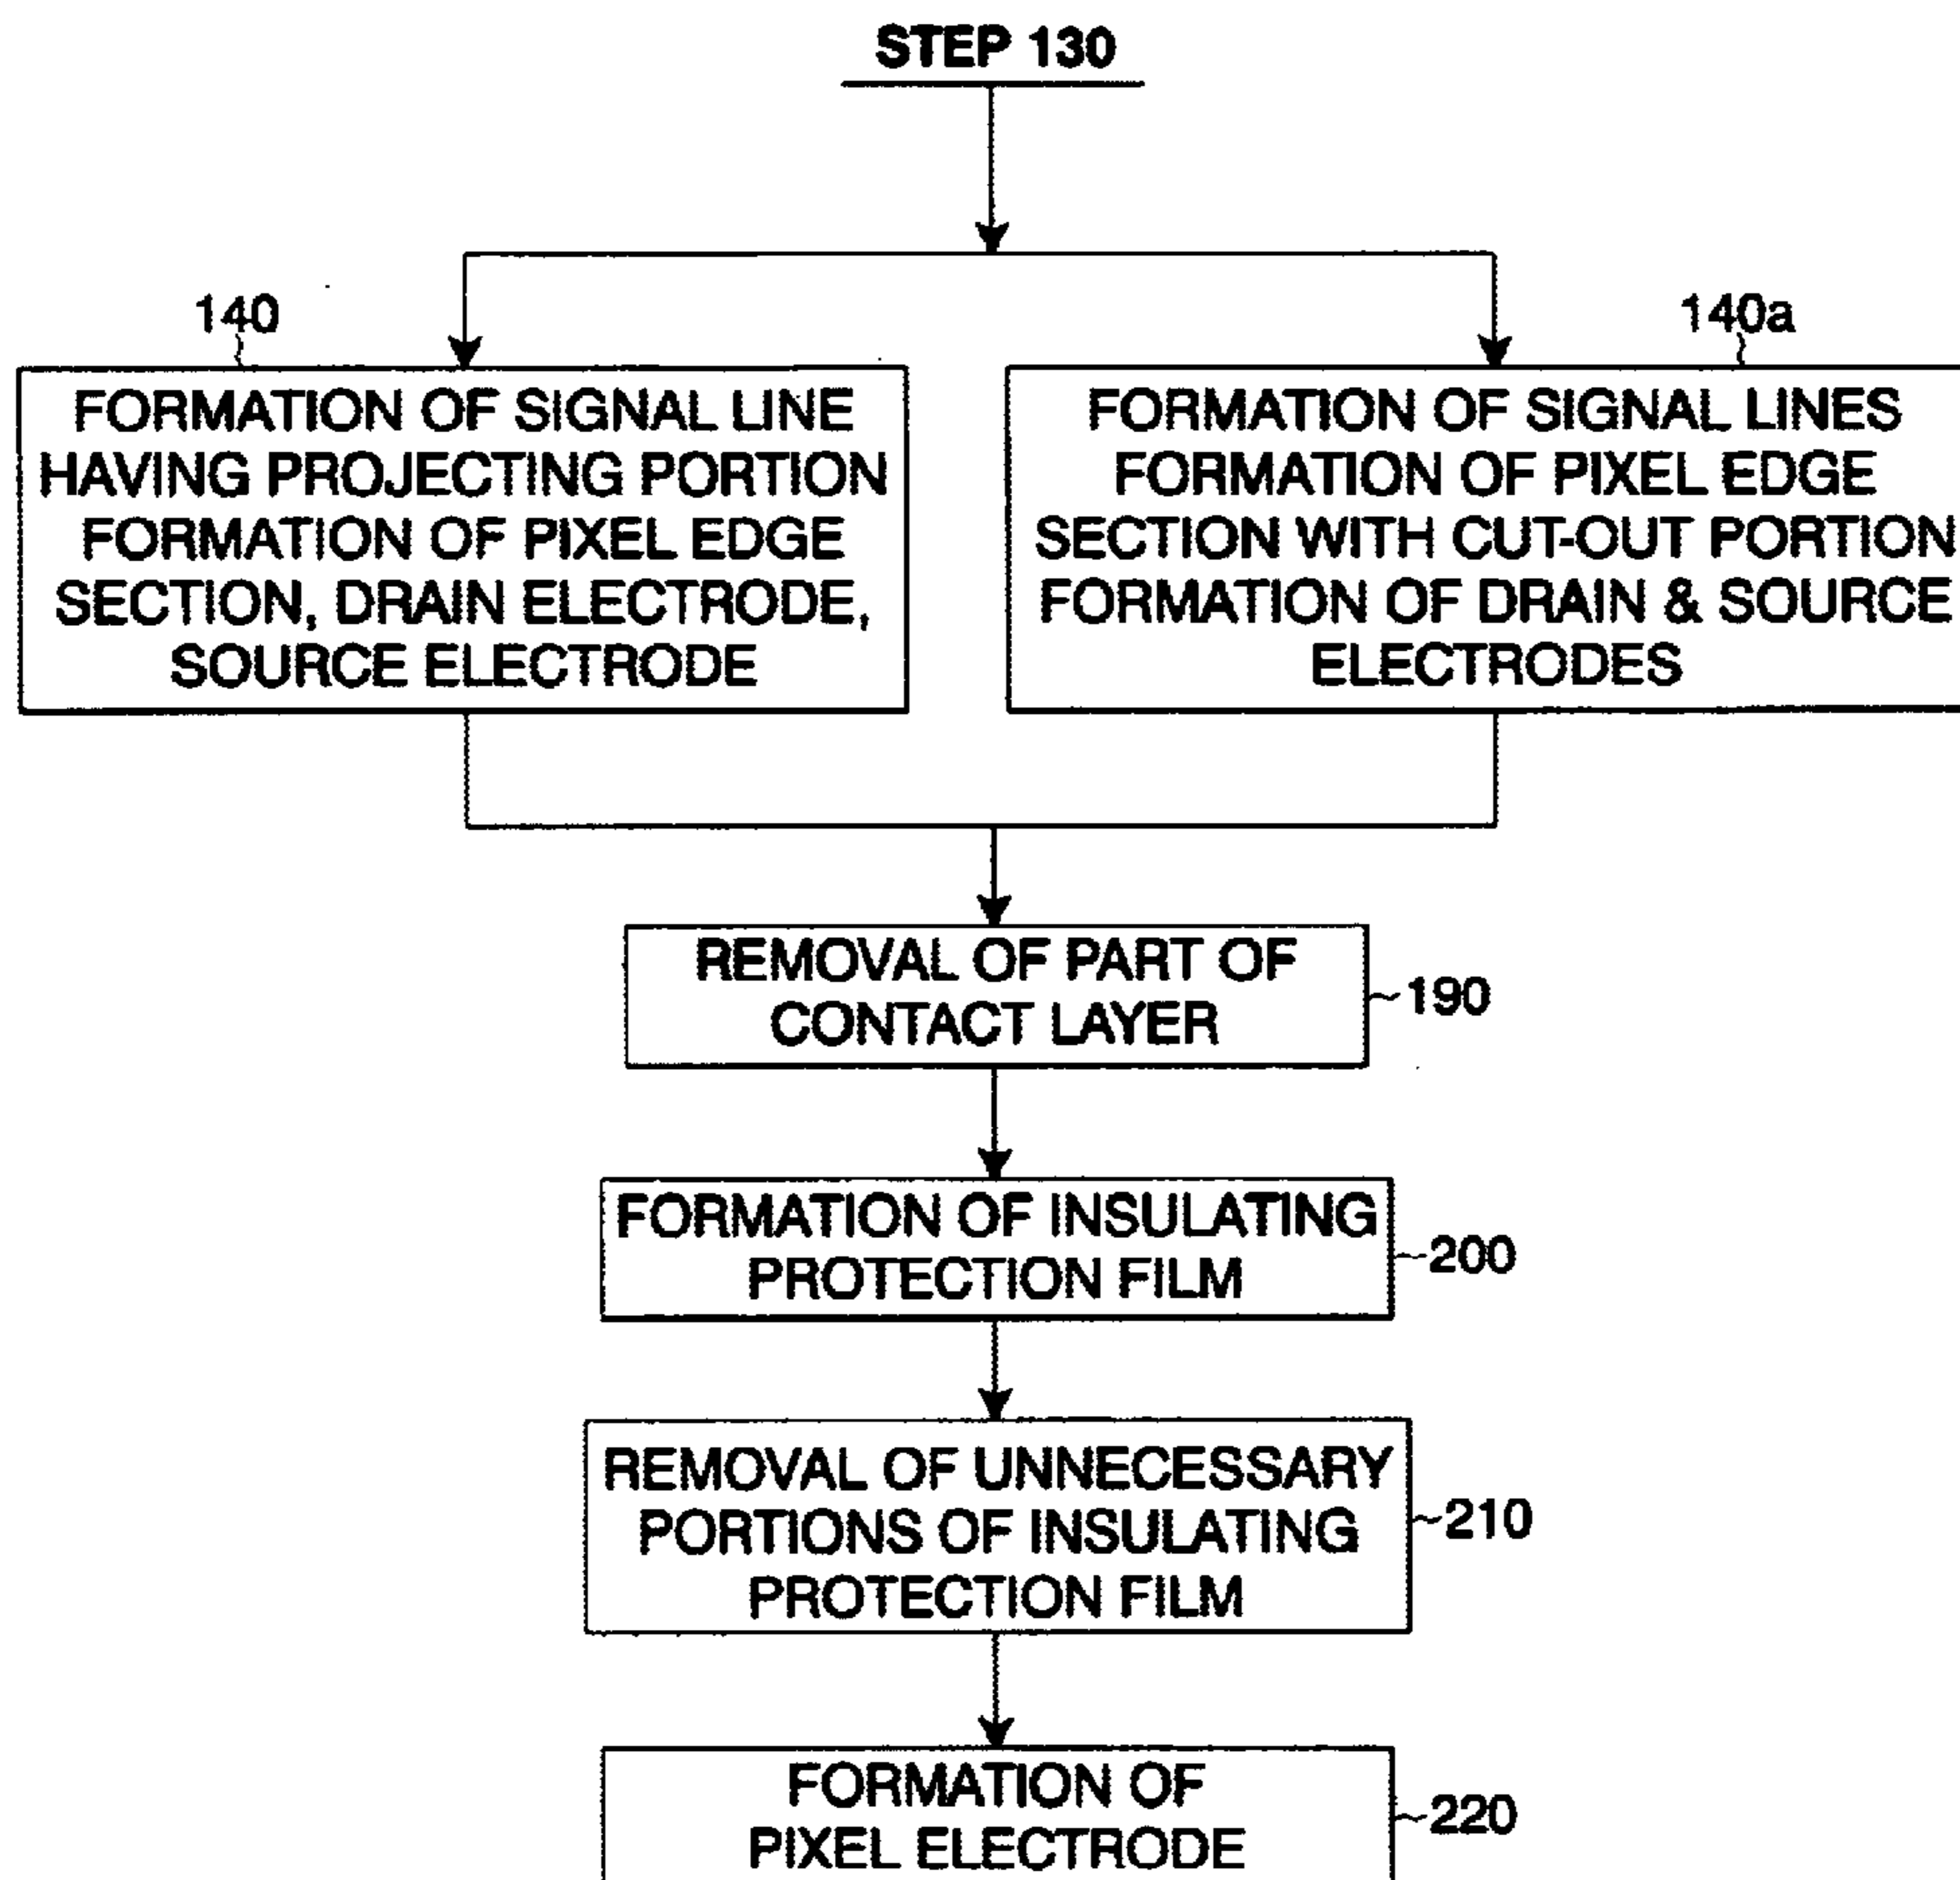 STEP 130
140
FORMATION OF SIGNAL LINE
HAVING PROJECTING PORTION
FORMATION OF PIXEL EDGE
SECTION, DRAIN ELECTRODE,
SOURCE ELECTRODE
140a
FORMATION OF SIGNAL LINES
FORMATION OF PIXEL EDGE
SECTION WITH CUT-OUT PORTION
FORMATION OF DRAIN & SOURCE
ELECTRODES
REMOVAL OF PART OF
CONTACT LAYER
190
FORMATION OF INSULATING
PROTECTION FILM
200
REMOVAL OF UNNECESSARY
PORTIONS OF INSULATING
PROTECTION FILM
210
FORMATION OF
PIXEL ELECTRODE
220